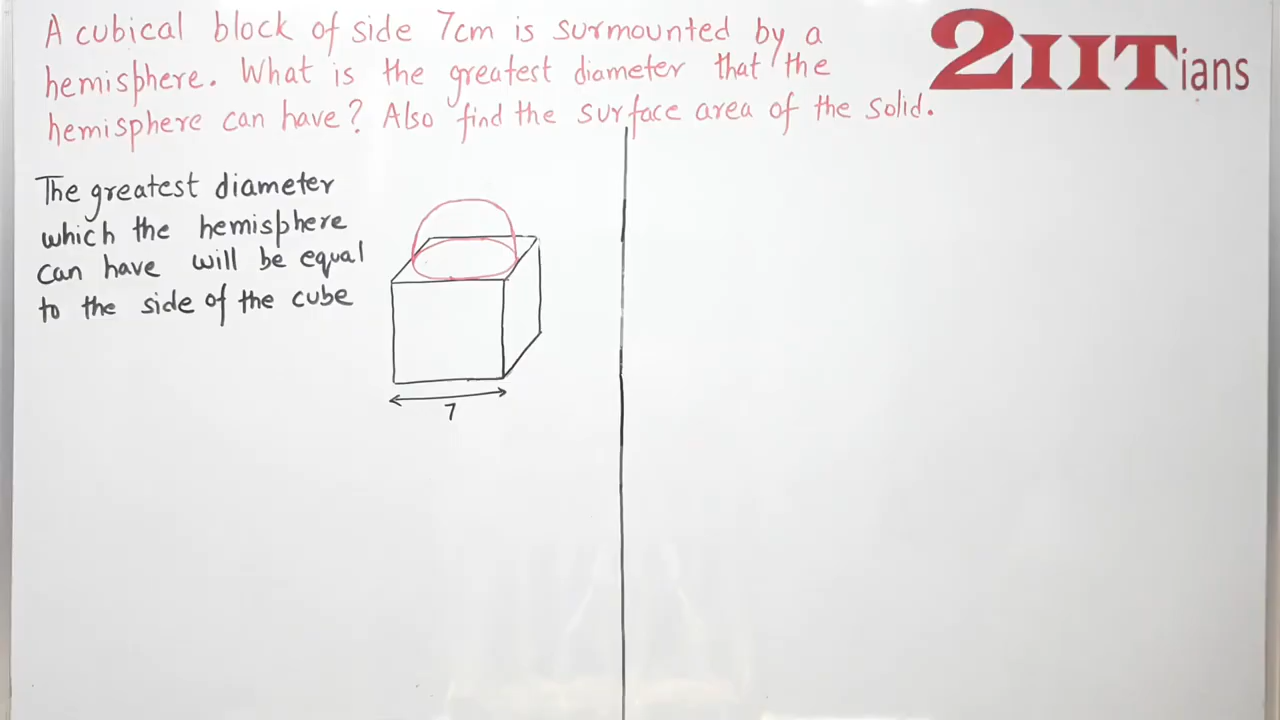 A cubical block of side 7cm is surmounted by a
hemisphere. What is the greatest diameter that the
hemisphere can have? Also find the surface area of the solid.
2IITians
The greatest diameter
which the hemisphere
can have will be equal
to the side of the cube
7